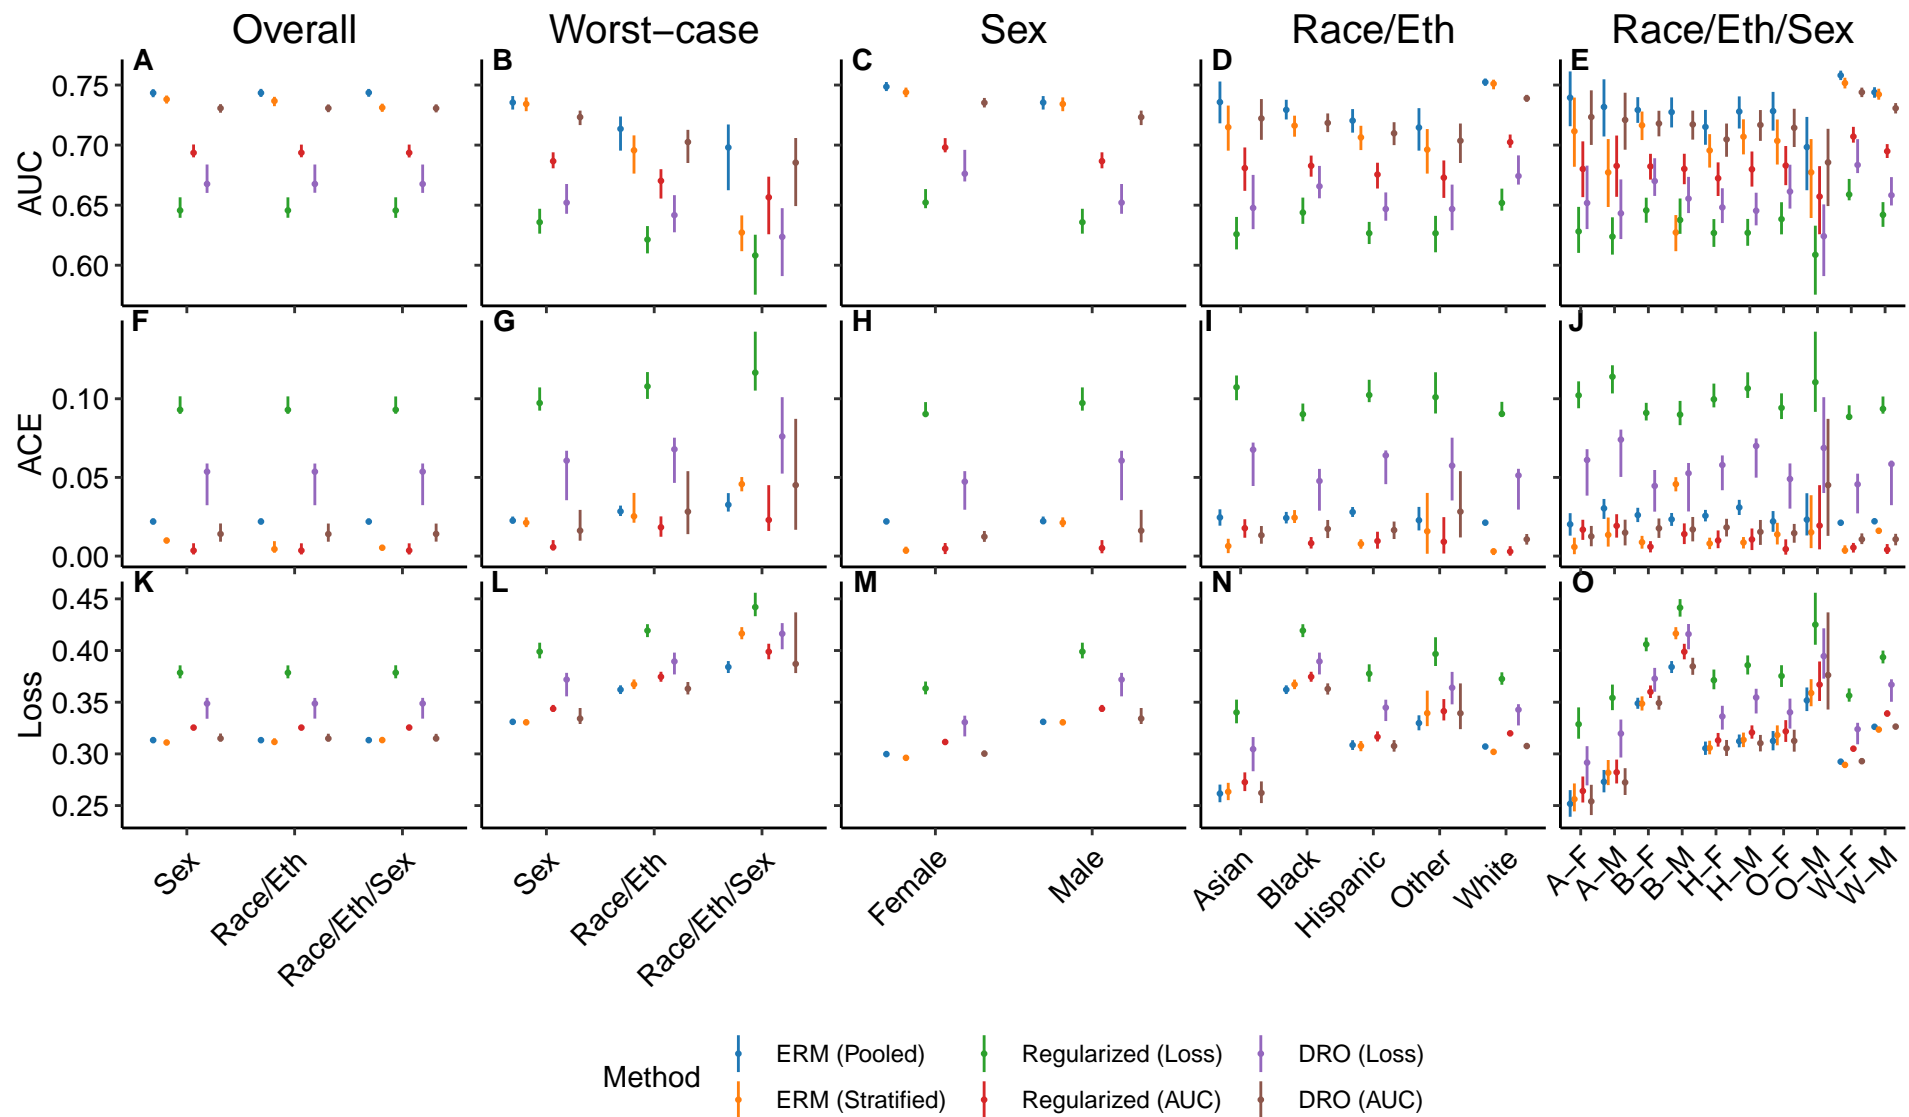 Overall Worst−case Sex Race/Eth Race/Eth/Sex
A B C D E
AUC
0.75
0.70
0.65
0.60
F G H I J
ACE
0.10
0.05
0.00
K L M N O
Loss
0.45
0.40
0.35
0.30
0.25
Sex Race/Eth Race/Eth/Sex Sex Race/Eth Race/Eth/Sex Female Male Asian Black Hispanic Other White A−F A−M B−F B−M H−F H−M O−F O−M W−F W−M
Method
ERM (Pooled) Regularized (Loss) DRO (Loss)
ERM (Stratified) Regularized (AUC) DRO (AUC)